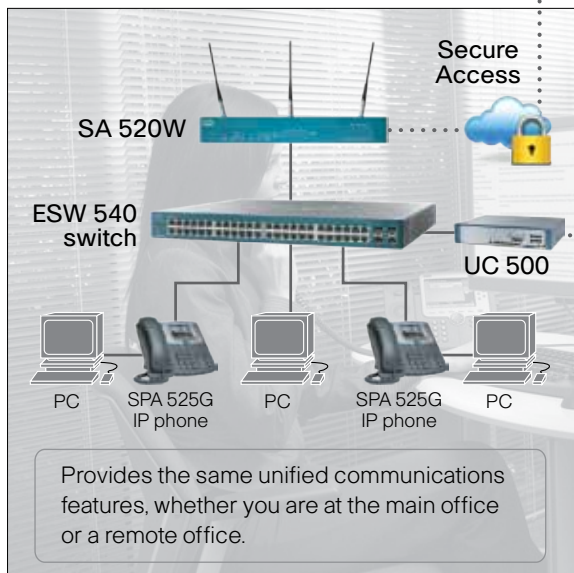 Secure
Access
SA 520W
ESW 540
switch
UC 500
PC
SPA 525G
IP phone
PC
SPA 525G
IP phone
PC
Provides the same unified communications
features, whether you are at the main office
or a remote office.